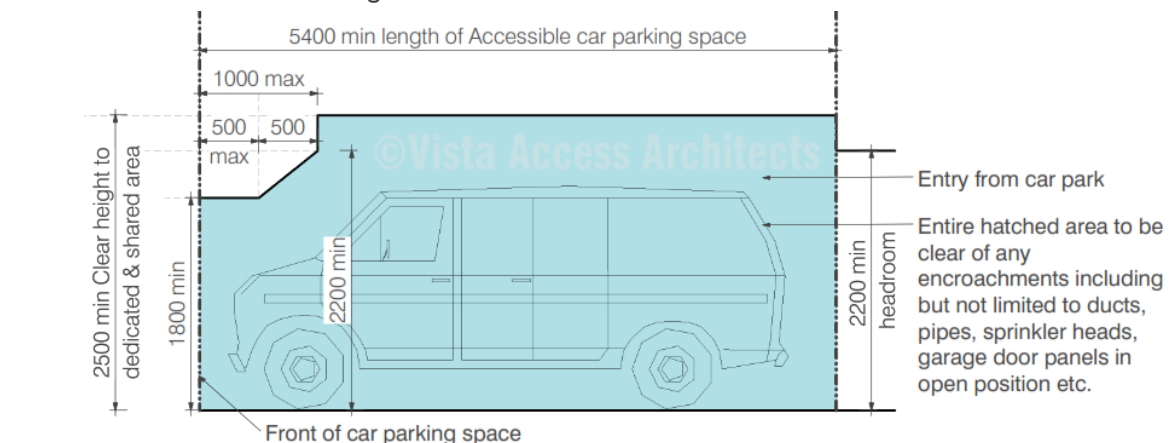 5400 min length of Accessible car parking space
1000 max
500
500
max
2500 min Clear height to
dedicated & shared area
1800 min
2200 min
©Vista Access Architects
2200 min
headroom
Entry from car park
Entire hatched area to be
clear of any
encroachments including
but not limited to ducts,
pipes, sprinkler heads,
garage door panels in
open position etc.
Front of car parking space